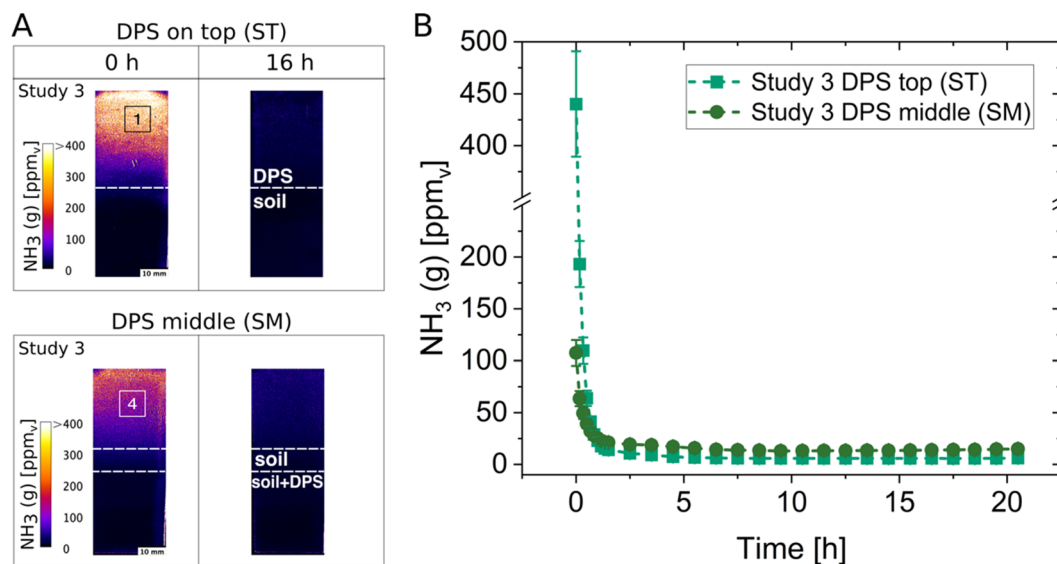 A
DPS on top (ST)
0 h
16 h
Study 3
1
NH3 (g) [ppmv]
>400
300
200
100
0
10 mm
DPS
soil
DPS middle (SM)
Study 3
4
NH3 (g) [ppmv]
>400
300
200
100
0
10 mm
soil
soil+DPS
B
NH3 (g) [ppmv]
500
450
400
200
150
100
50
0
Study 3 DPS top (ST)
Study 3 DPS middle (SM)
0
5
10
15
20
Time [h]